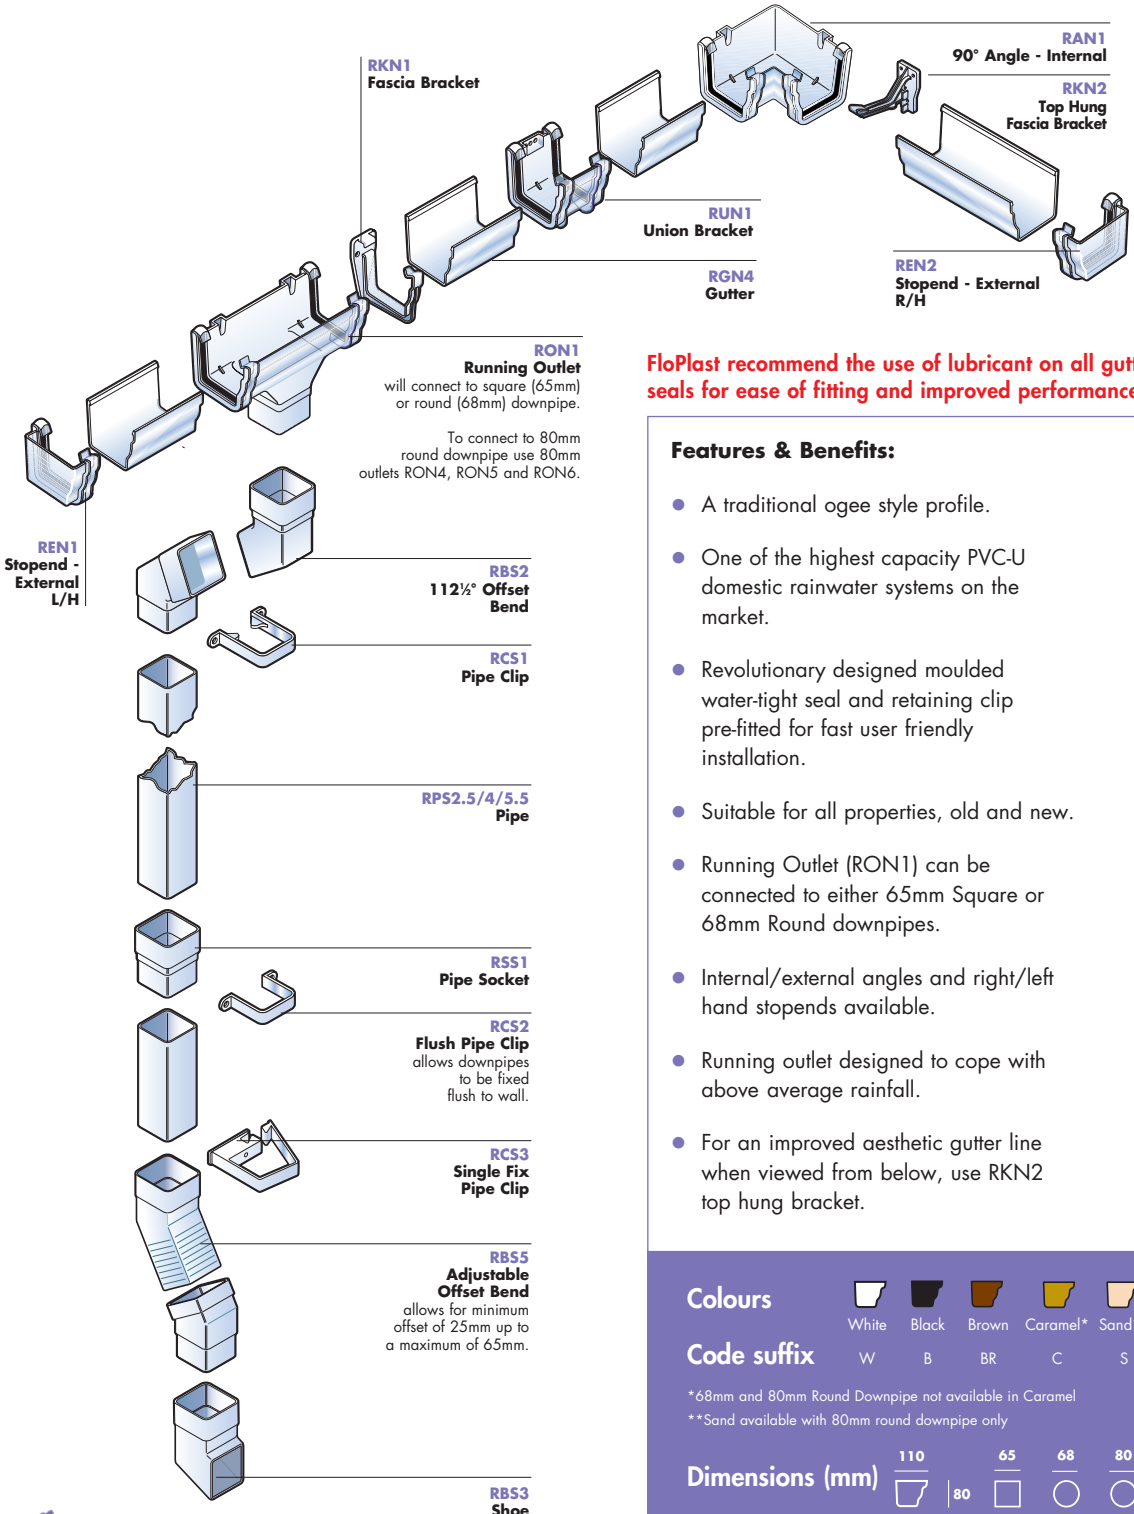 RAN1
90° Angle - Internal
RKN1
Fascia Bracket
RKN2
Top Hung
Fascia Bracket
RUN1
Union Bracket
RGN4
Gutter
REN2
Stopend - External
R/H
RON1
Running Outlet
will connect to square (65mm)
or round (68mm) downpipe.
To connect to 80mm
round downpipe use 80mm
outlets RON4, RON5 and RON6.
REN1
Stopend -
External
L/H
RBS2
112½° Offset
Bend
RCS1
Pipe Clip
RPS2.5/4/5.5
Pipe
RSS1
Pipe Socket
RCS2
Flush Pipe Clip
allows downpipes
to be fixed
flush to wall.
RCS3
Single Fix
Pipe Clip
RBS5
Adjustable
Offset Bend
allows for minimum
offset of 25mm up to
a maximum of 65mm.
RBS3
Shoe
FloPlast recommend the use of lubricant on all gutt
seals for ease of fitting and improved performance
Features & Benefits:
● A traditional ogee style profile.
● One of the highest capacity PVC-U
domestic rainwater systems on the
market.
● Revolutionary designed moulded
water-tight seal and retaining clip
pre-fitted for fast user friendly
installation.
● Suitable for all properties, old and new.
● Running Outlet (RON1) can be
connected to either 65mm Square or
68mm Round downpipes.
● Internal/external angles and right/left
hand stopends available.
● Running outlet designed to cope with
above average rainfall.
● For an improved aesthetic gutter line
when viewed from below, use RKN2
top hung bracket.
Colours
White Black Brown Caramel* Sand
Code suffix W B BR C S
*68mm and 80mm Round Downpipe not available in Caramel
**Sand available with 80mm round downpipe only
Dimensions (mm) 110 80 65 68 80